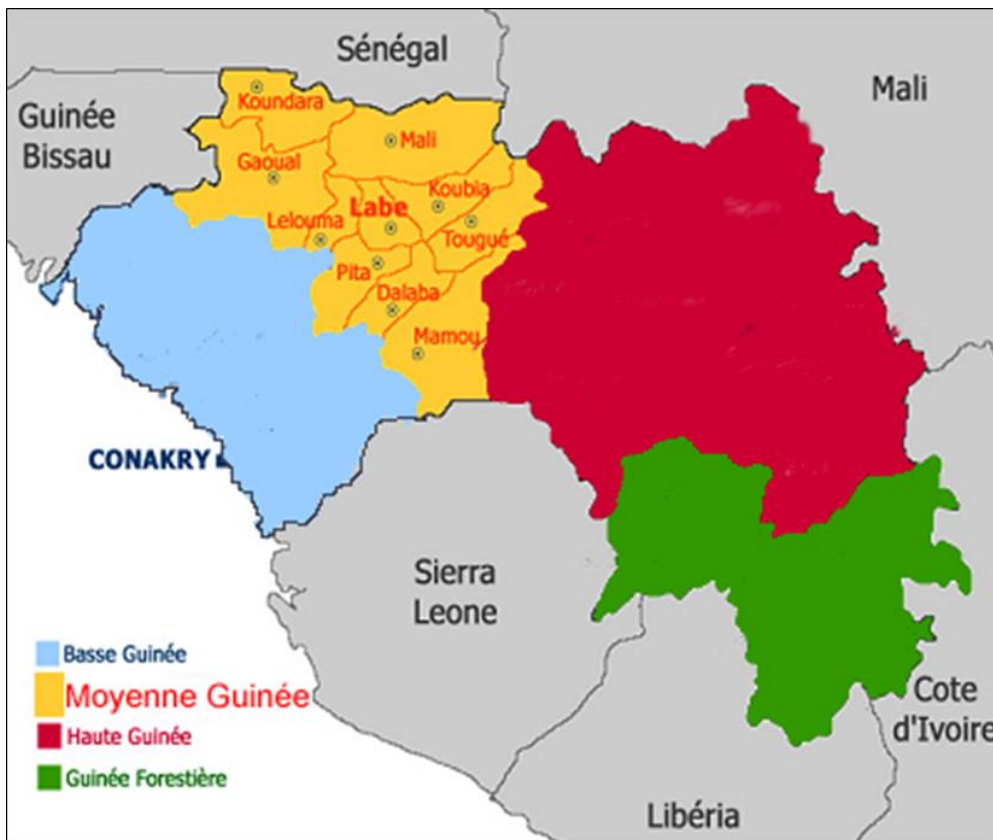 Sénégal
Mali
Guinée
Bissau
Koundara
Mali
Gaoual
Koubia
Lelouma
Labe
Tougué
Pita
Dalaba
Mamou
CONAKRY
Sierra
Leone
Cote
d'Ivoire
Libéria
Basse Guinée
Moyenne Guinée
Haute Guinée
Guinée Forestière